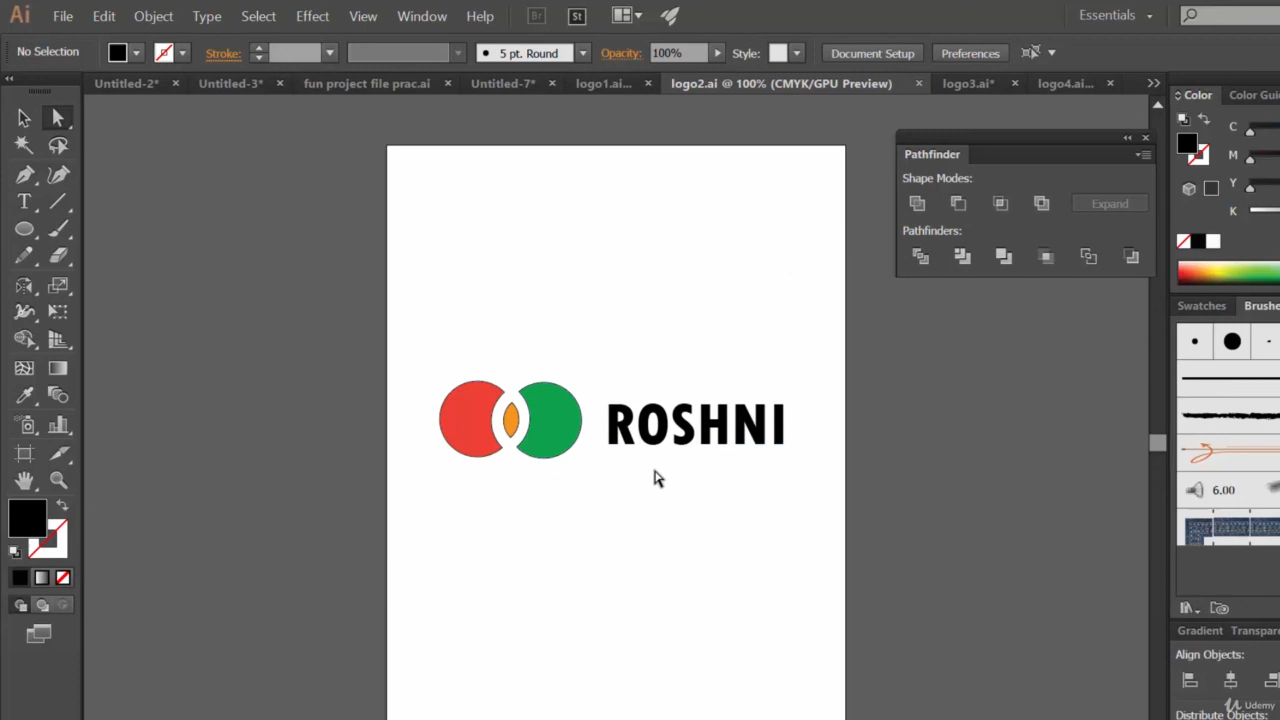 Ai File Edit Object Type Select Effect View Window Help Br St Essentials
No Selection Stroke: 5 pt. Round Opacity: 100% Style: Document Setup Preferences
Untitled-2* × Untitled-3* × fun project file prac.ai × Untitled-7* × logo1.ai... × logo2.ai @ 100% (CMYK/GPU Preview) × logo3.ai* × logo4.ai... ×
Color Color Gui
C
M
Y
K
Pathfinder
Shape Modes:
Expand
Pathfinders:
Swatches Brushe
ROSHNI
6.00
Gradient Transpar
Align Objects:
Distribute Objects:
Udemy